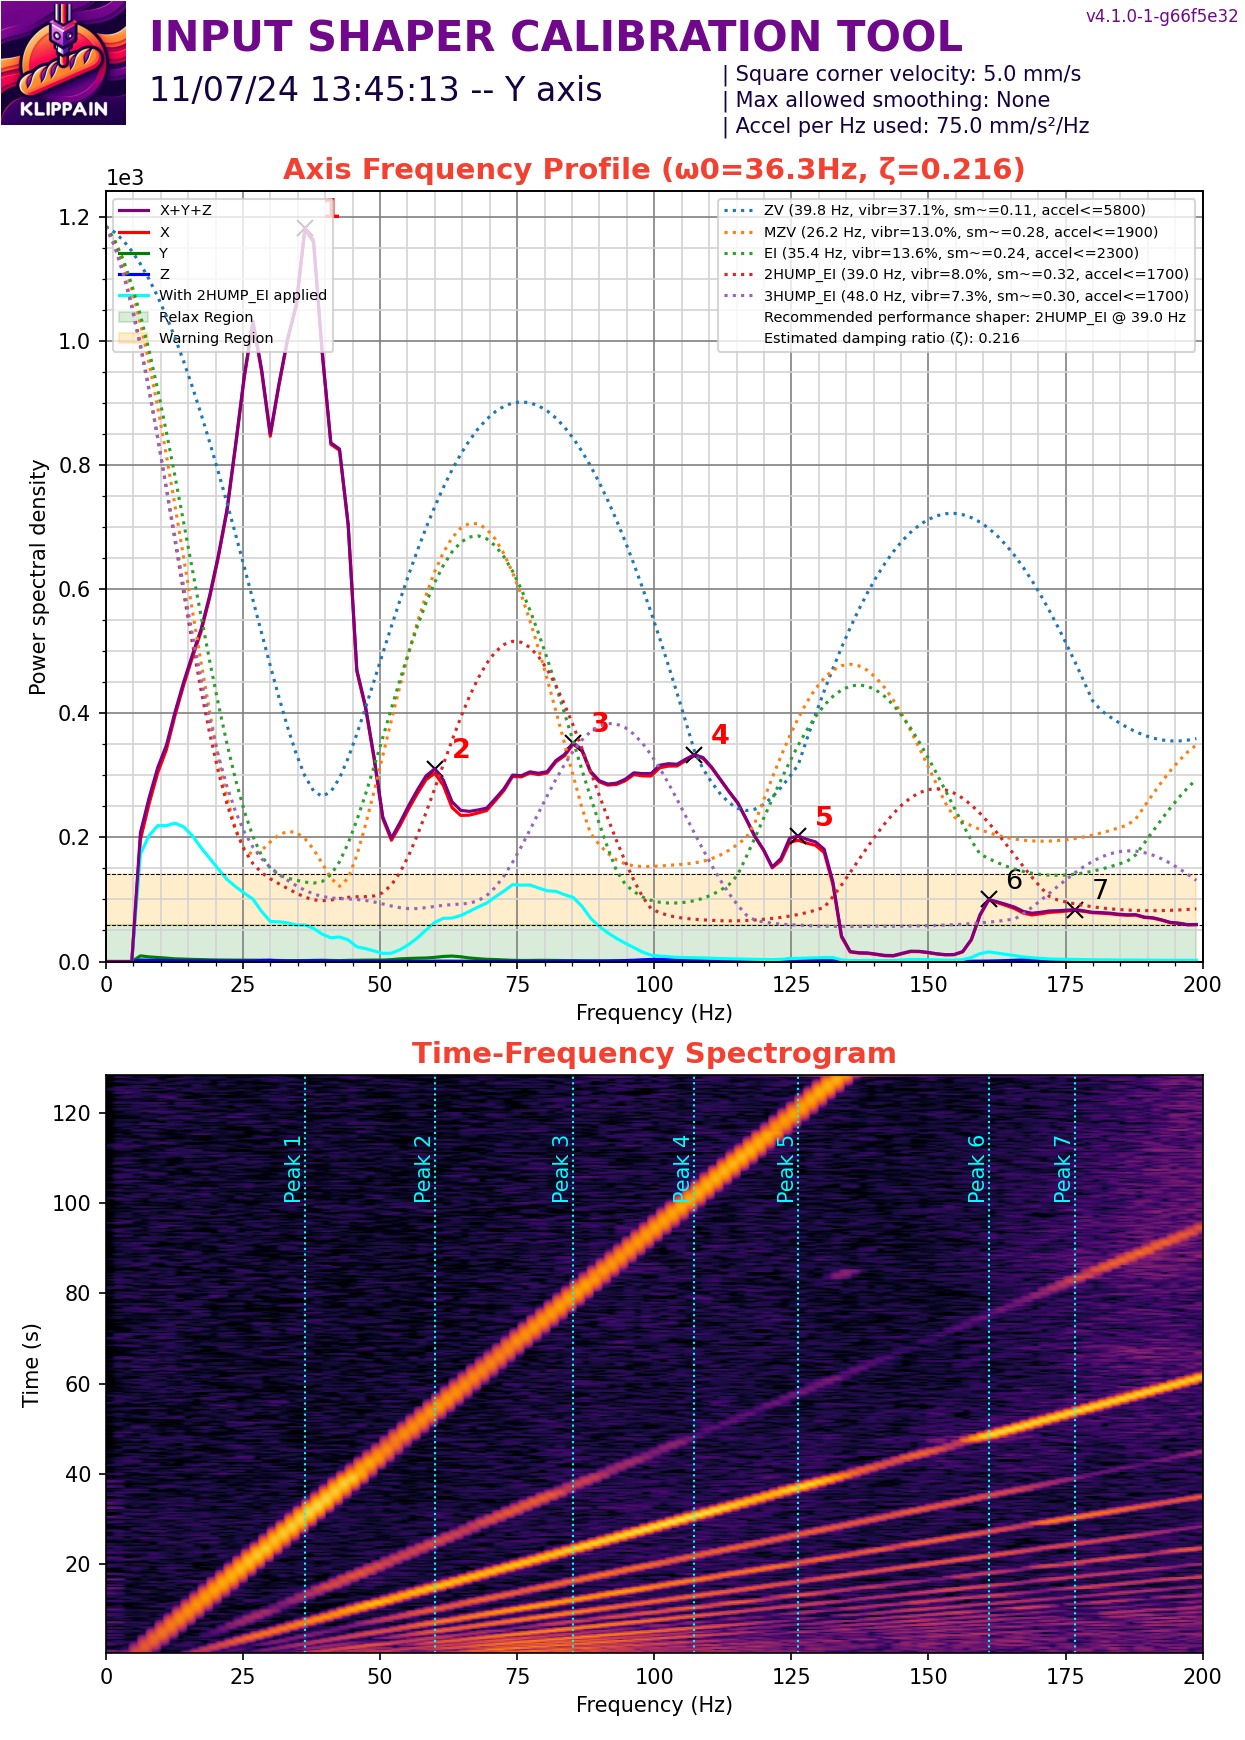 v4.1.0-1-g66f5e32
INPUT SHAPER CALIBRATION TOOL
11/07/24 13:45:13 -- Y axis
| Square corner velocity: 5.0 mm/s
| Max allowed smoothing: None
| Accel per Hz used: 75.0 mm/s²/Hz
KLIPPAIN
Axis Frequency Profile (ω0=36.3Hz, ζ=0.216)
1e3
X+Y+Z
X
Y
Z
With 2HUMP_EI applied
Relax Region
Warning Region
ZV (39.8 Hz, vibr=37.1%, sm~=0.11, accel<=5800)
MZV (26.2 Hz, vibr=13.0%, sm~=0.28, accel<=1900)
EI (35.4 Hz, vibr=13.6%, sm~=0.24, accel<=2300)
2HUMP_EI (39.0 Hz, vibr=8.0%, sm~=0.32, accel<=1700)
3HUMP_EI (48.0 Hz, vibr=7.3%, sm~=0.30, accel<=1700)
Recommended performance shaper: 2HUMP_EI @ 39.0 Hz
Estimated damping ratio (ζ): 0.216
1
2
3
4
5
6
7
1.2
1.0
0.8
0.6
0.4
0.2
0.0
Power spectral density
0 25 50 75 100 125 150 175 200
Frequency (Hz)
Time-Frequency Spectrogram
Peak 1
Peak 2
Peak 3
Peak 4
Peak 5
Peak 6
Peak 7
120
100
80
60
40
20
Time (s)
0 25 50 75 100 125 150 175 200
Frequency (Hz)